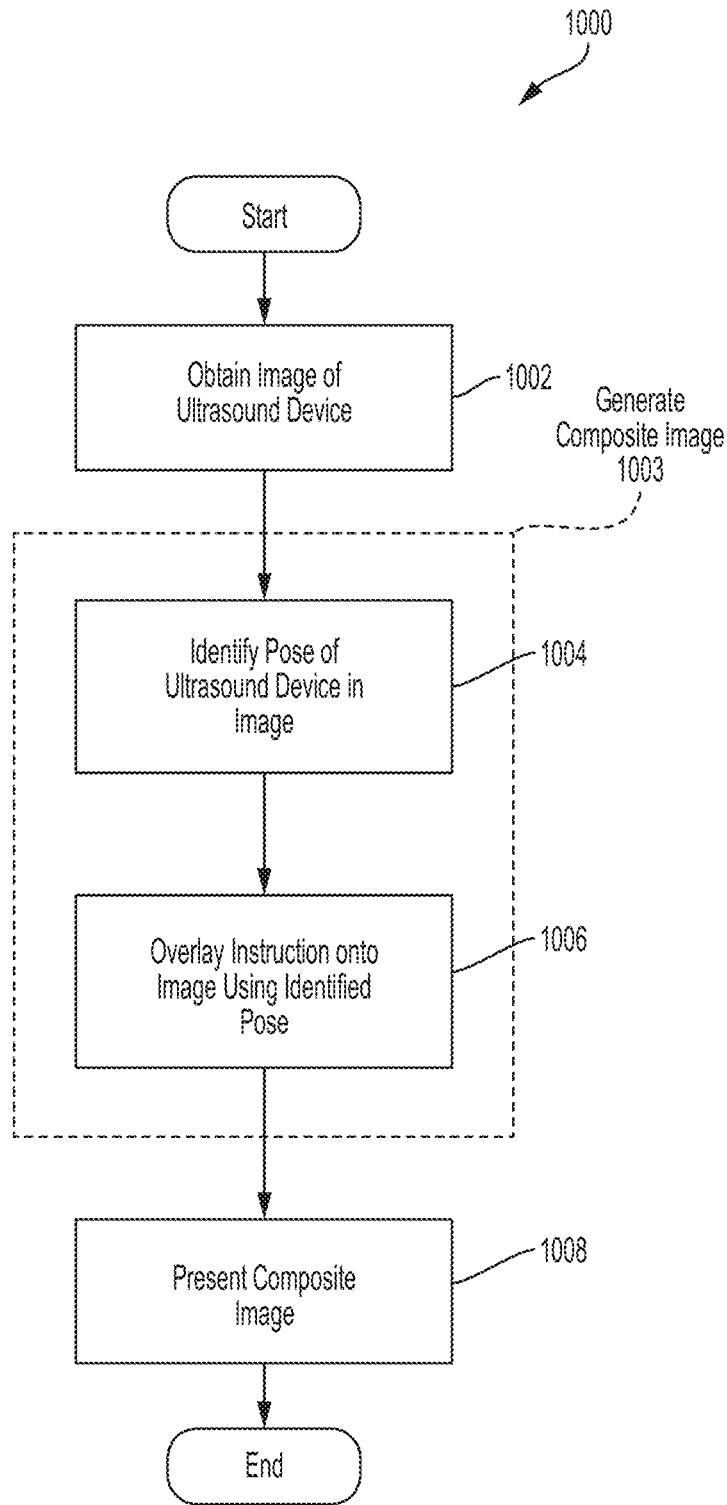 1000
Start
Obtain Image of
Ultrasound Device
1002
Generate
Composite Image
1003
Identify Pose of
Ultrasound Device in
Image
1004
Overlay Instruction onto
Image Using Identified
Pose
1006
Present Composite
Image
1008
End